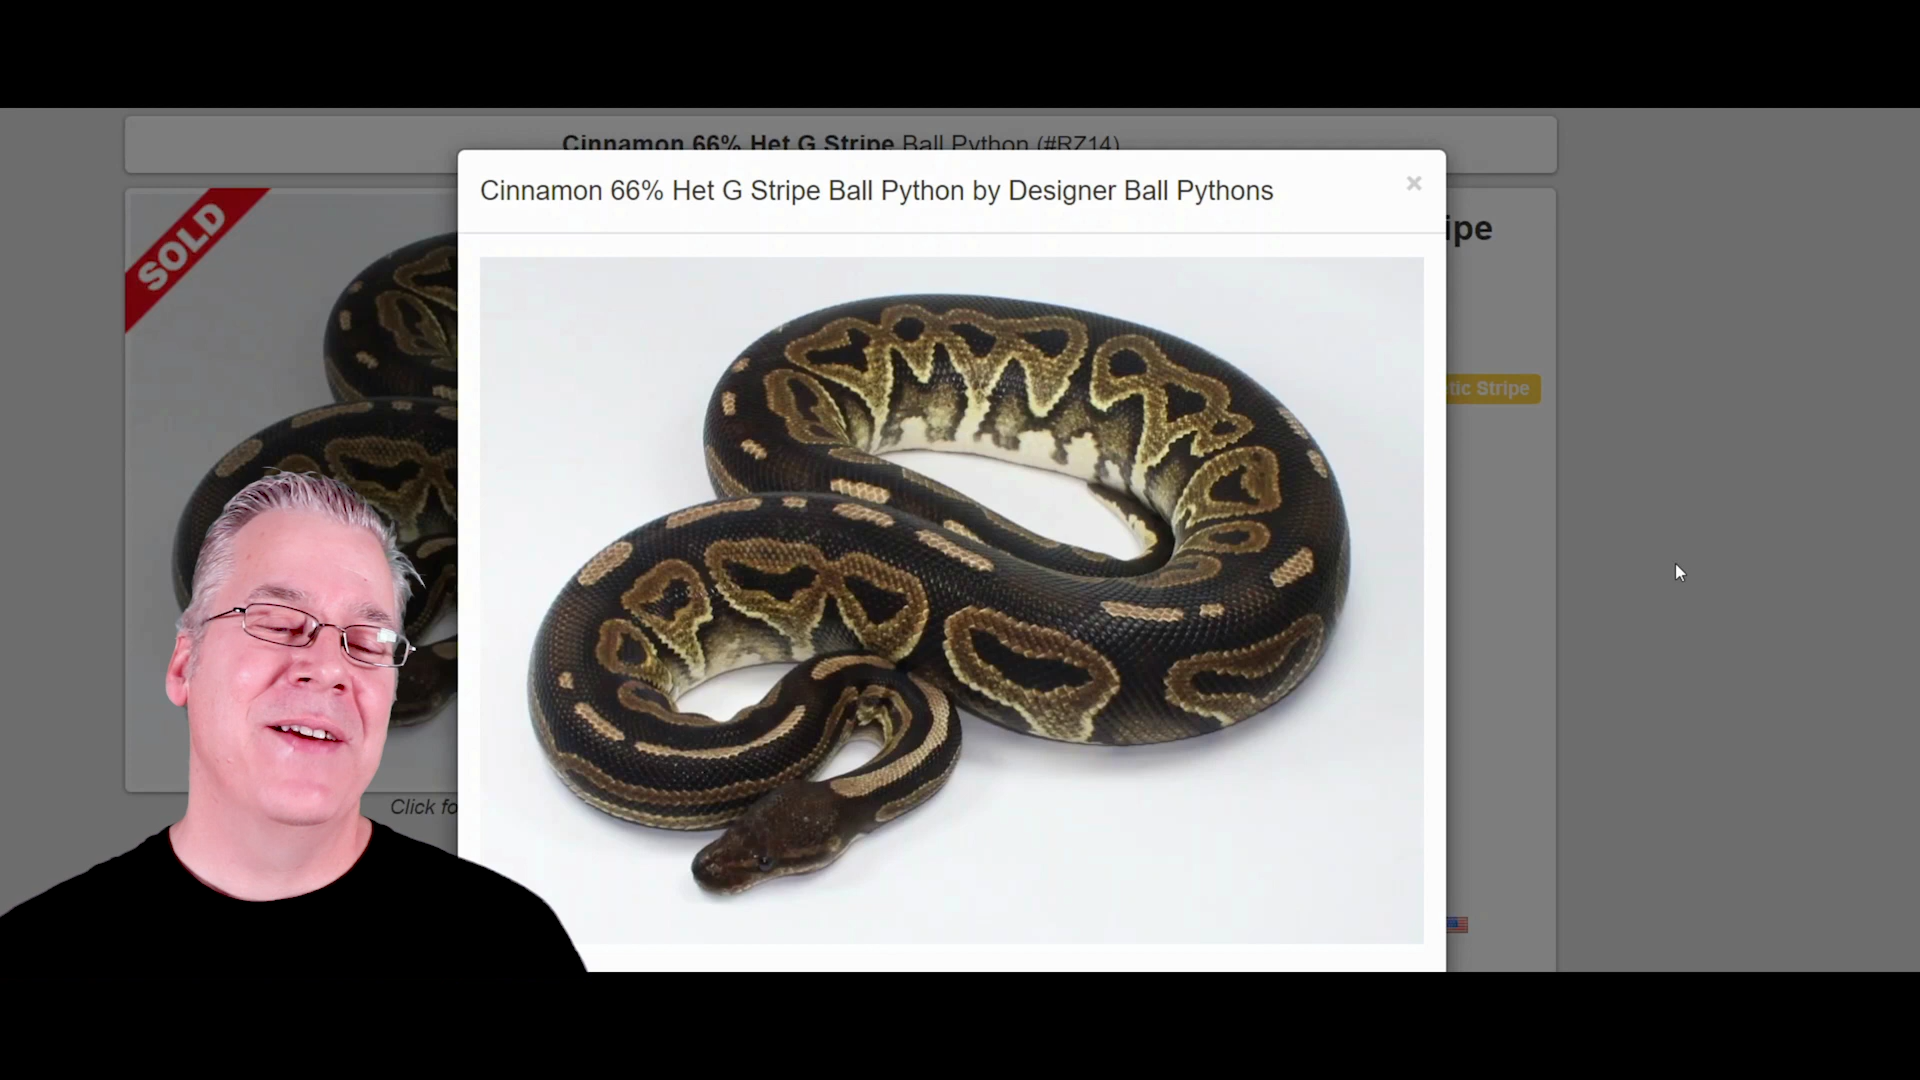 Cinnamon 66% Het G Stripe Ball Python (#RZ14)
Cinnamon 66% Het G Stripe Ball Python by Designer Ball Pythons
×
SOLD
ipe
tic Stripe
Click fo